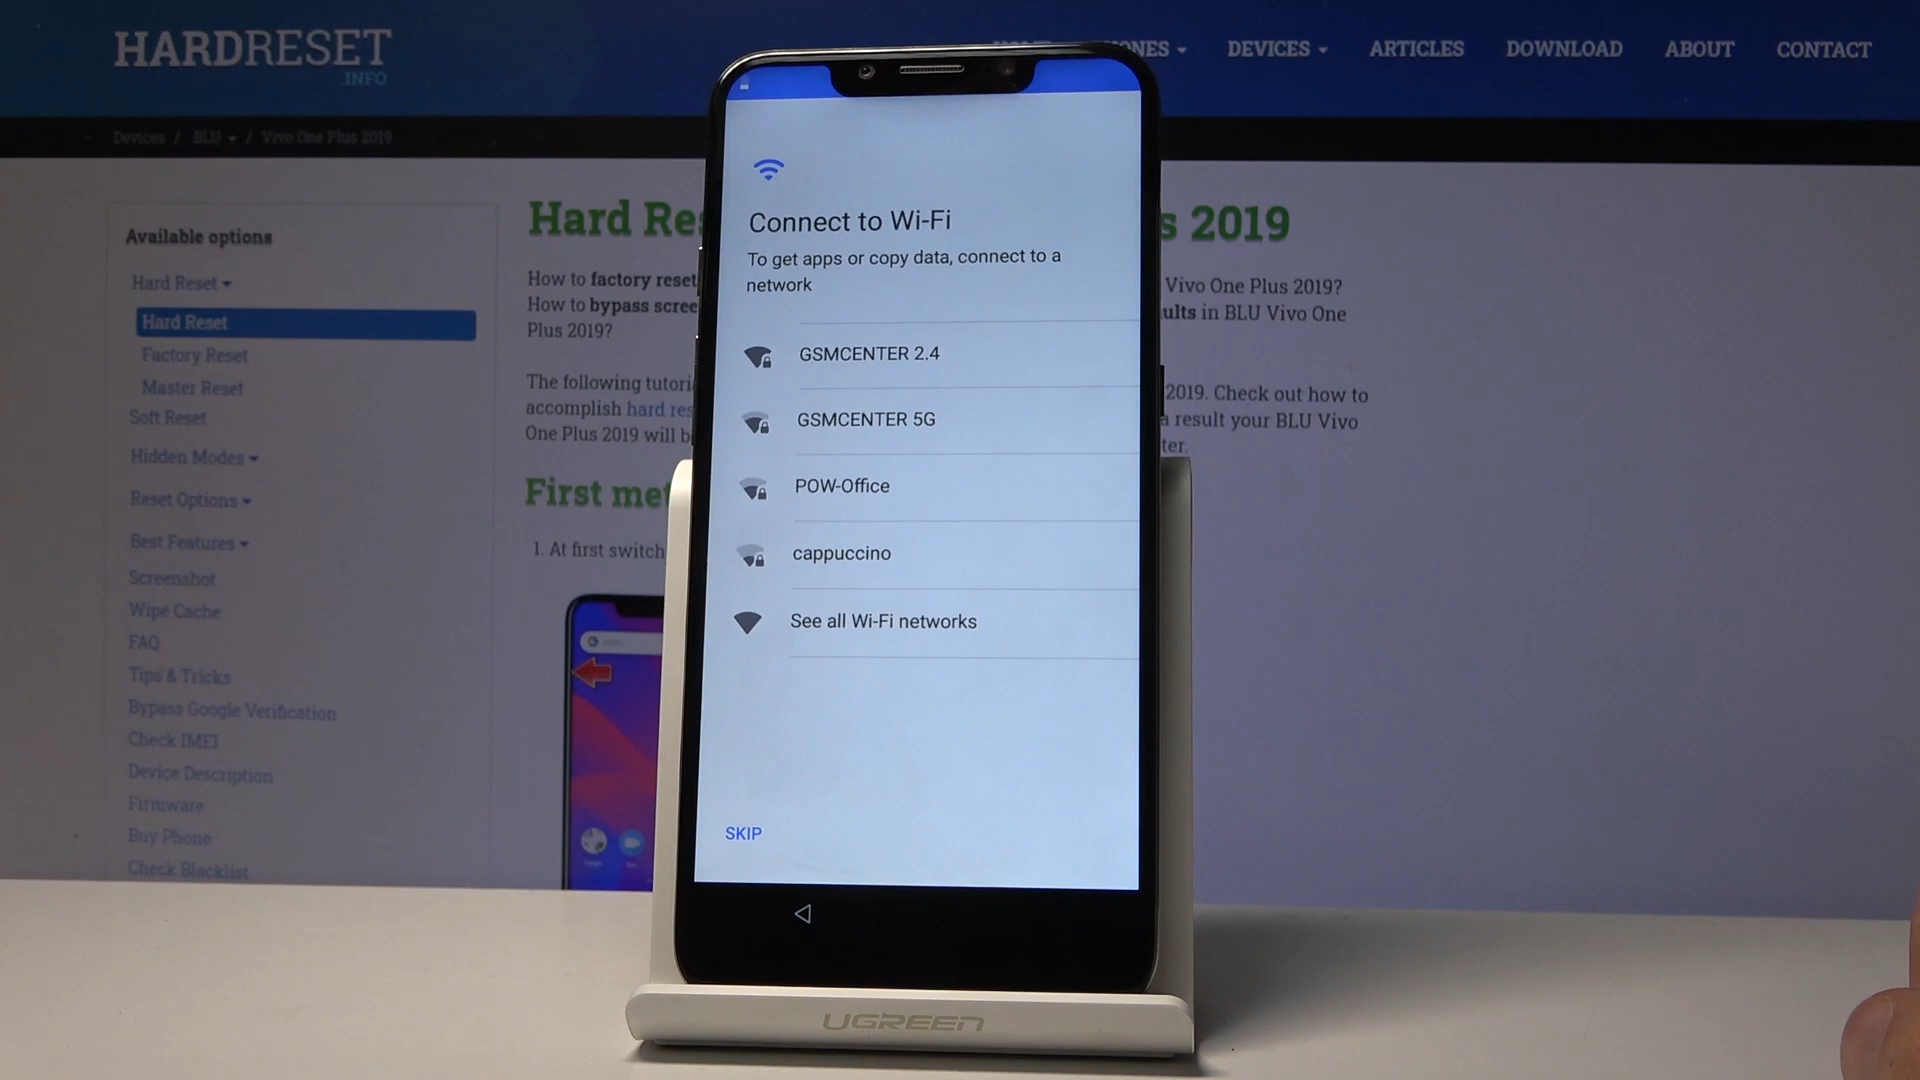 HARDRESET
.INFO
DEVICES
ARTICLES
DOWNLOAD
ABOUT
CONTACT
Devices / BLU / Vivo One Plus 2019
Available options
Hard Reset
Hard Reset
Factory Reset
Master Reset
Soft Reset
Hidden Modes
Reset Options
Best Features
Screenshot
Wipe Cache
FAQ
Tips & Tricks
Bypass Google Verification
Check IMEI
Device Description
Firmware
Buy Phone
Check Blacklist
Hard Res
s 2019
How to factory reset
Vivo One Plus 2019?
How to bypass scree
ults in BLU Vivo One
Plus 2019?
The following tutori
2019. Check out how to
accomplish hard res
a result your BLU Vivo
One Plus 2019 will b
ter.
First met
1. At first switch
Connect to Wi-Fi
To get apps or copy data, connect to a
network
GSMCENTER 2.4
GSMCENTER 5G
POW-Office
cappuccino
See all Wi-Fi networks
SKIP
UGREEN